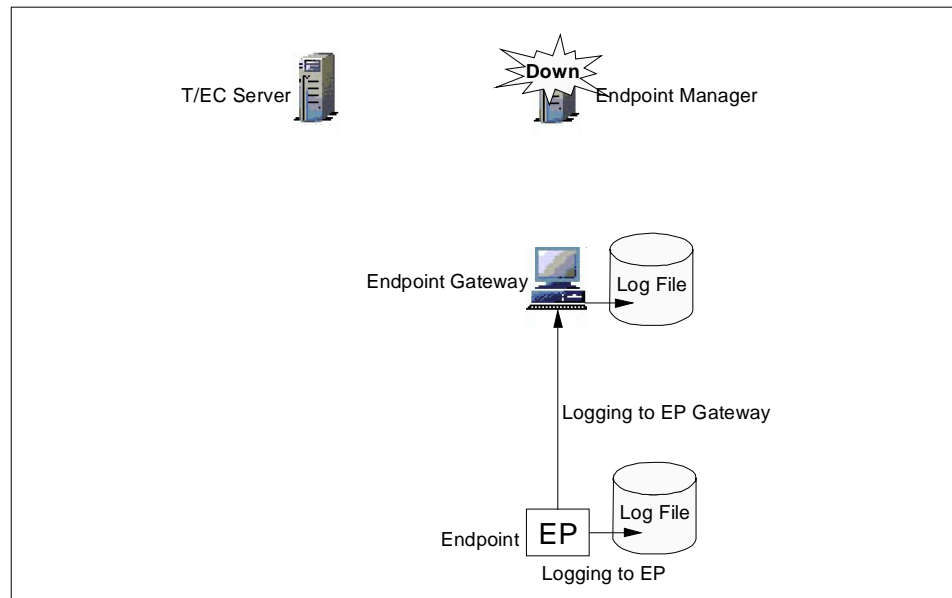 Down
T/EC Server
Endpoint Manager
Endpoint Gateway
Log File
Logging to EP Gateway
Log File
Endpoint
EP
Logging to EP